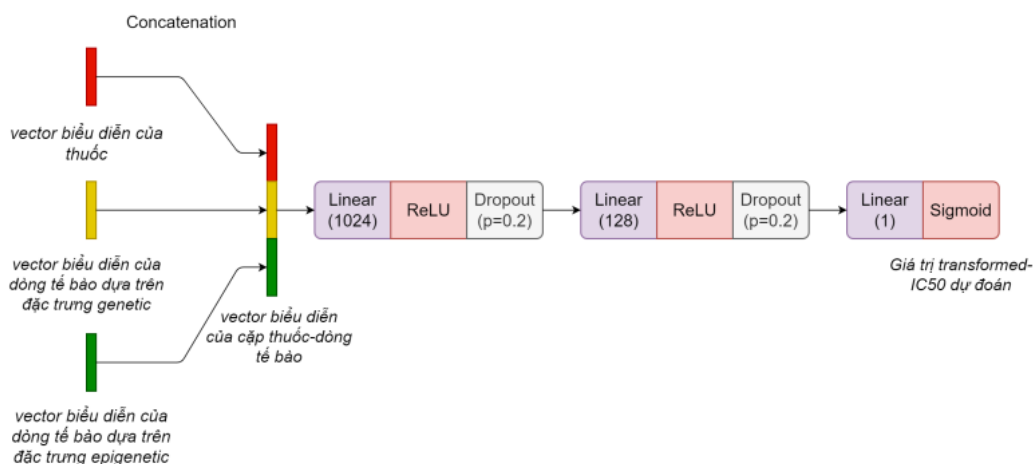 Concatenation
vector biểu diễn của
thuốc
vector biểu diễn của
dòng tế bào dựa trên
đặc trưng genetic
vector biểu diễn của
dòng tế bào dựa trên
đặc trưng epigenetic
vector biểu diễn
của cặp thuốc-dòng
tế bào
Linear
(1024)
ReLU
Dropout
(p=0.2)
Linear
(128)
ReLU
Dropout
(p=0.2)
Linear
(1)
Sigmoid
Giá trị transformed-
IC50 dự đoán